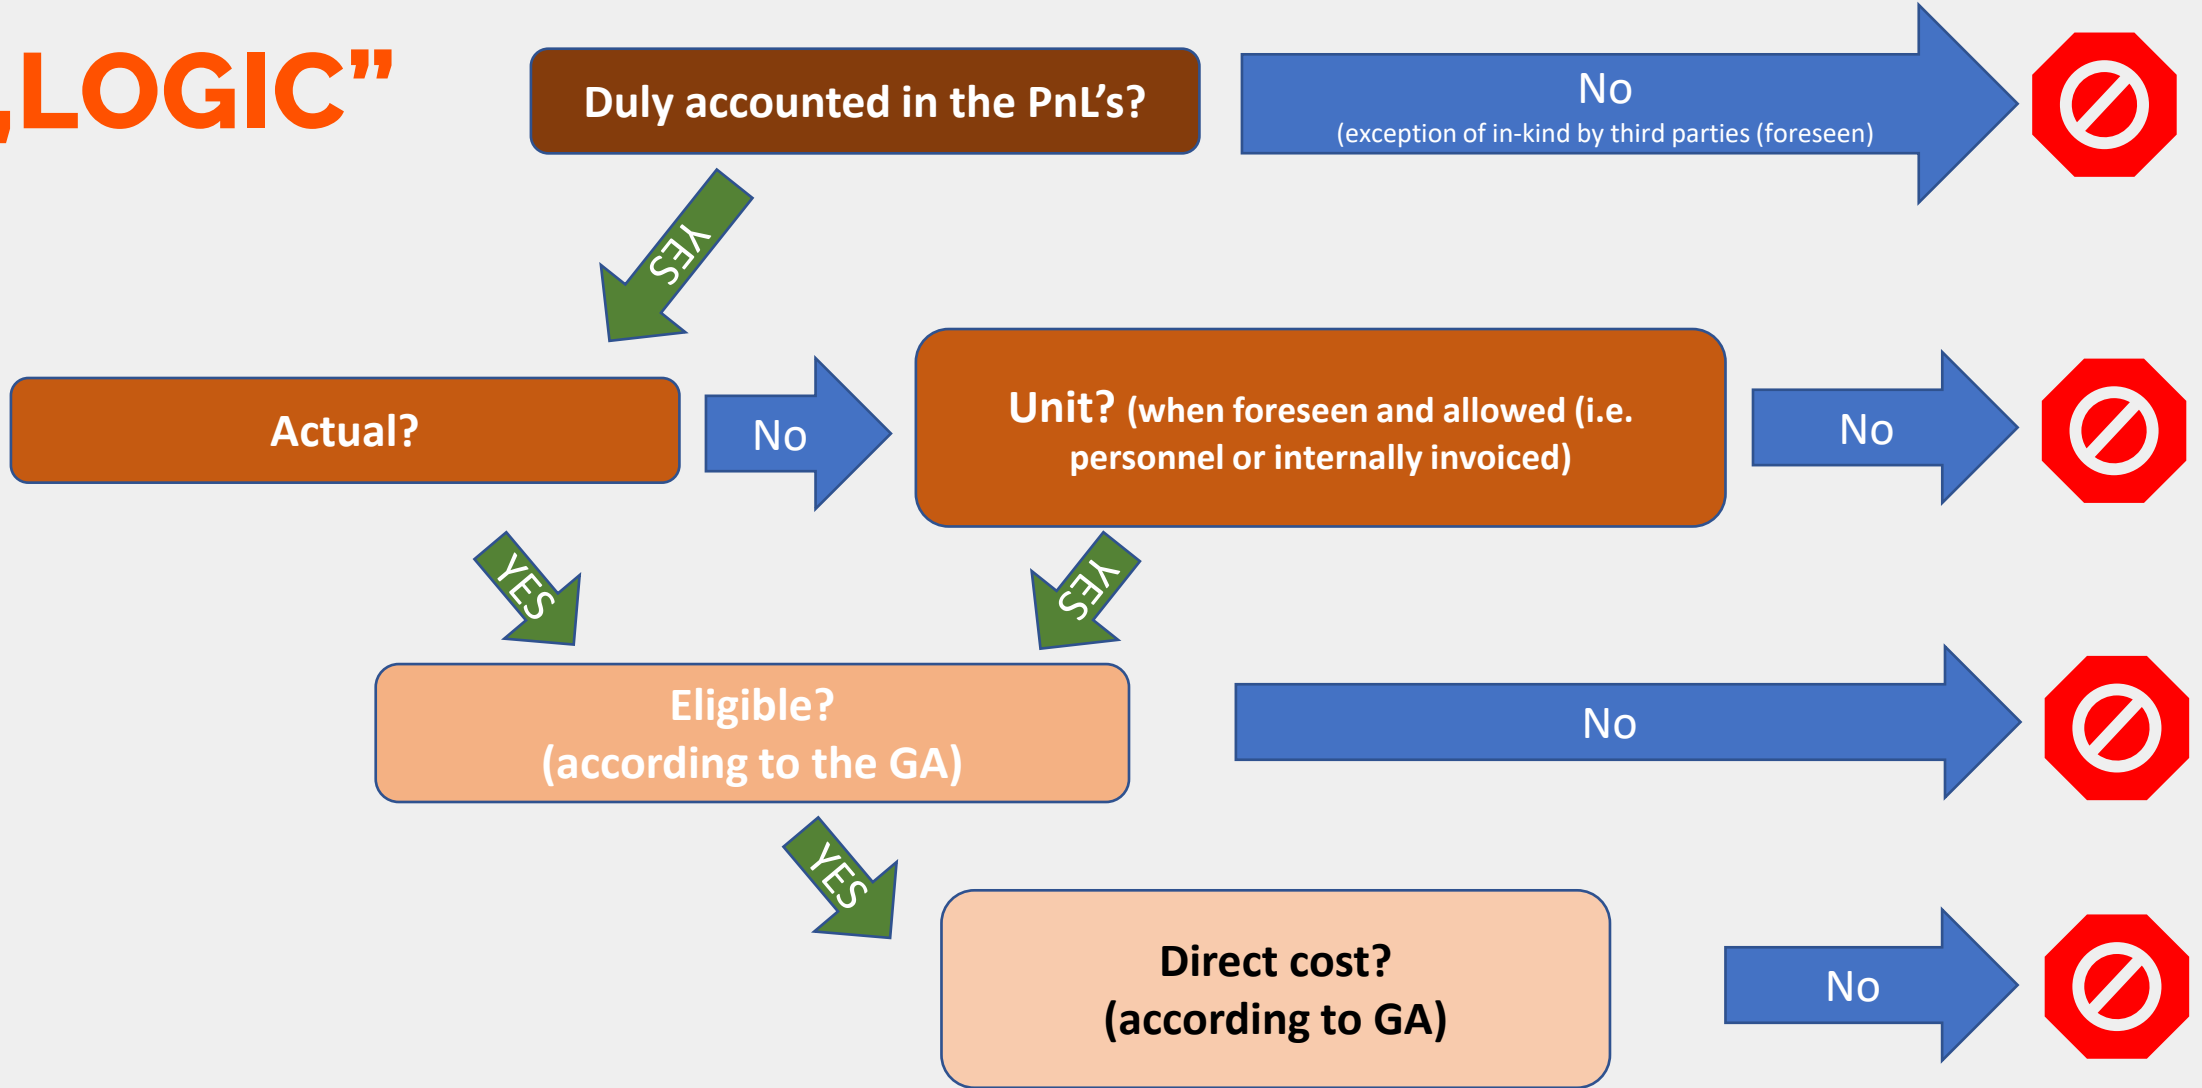 „LOGIC”
Duly accounted in the PnL’s?
No
(exception of in-kind by third parties (foreseen)
YES
Actual?
No
Unit? (when foreseen and allowed (i.e.
personnel or internally invoiced)
No
YES
YES
Eligible?
(according to the GA)
No
YES
Direct cost?
(according to GA)
No